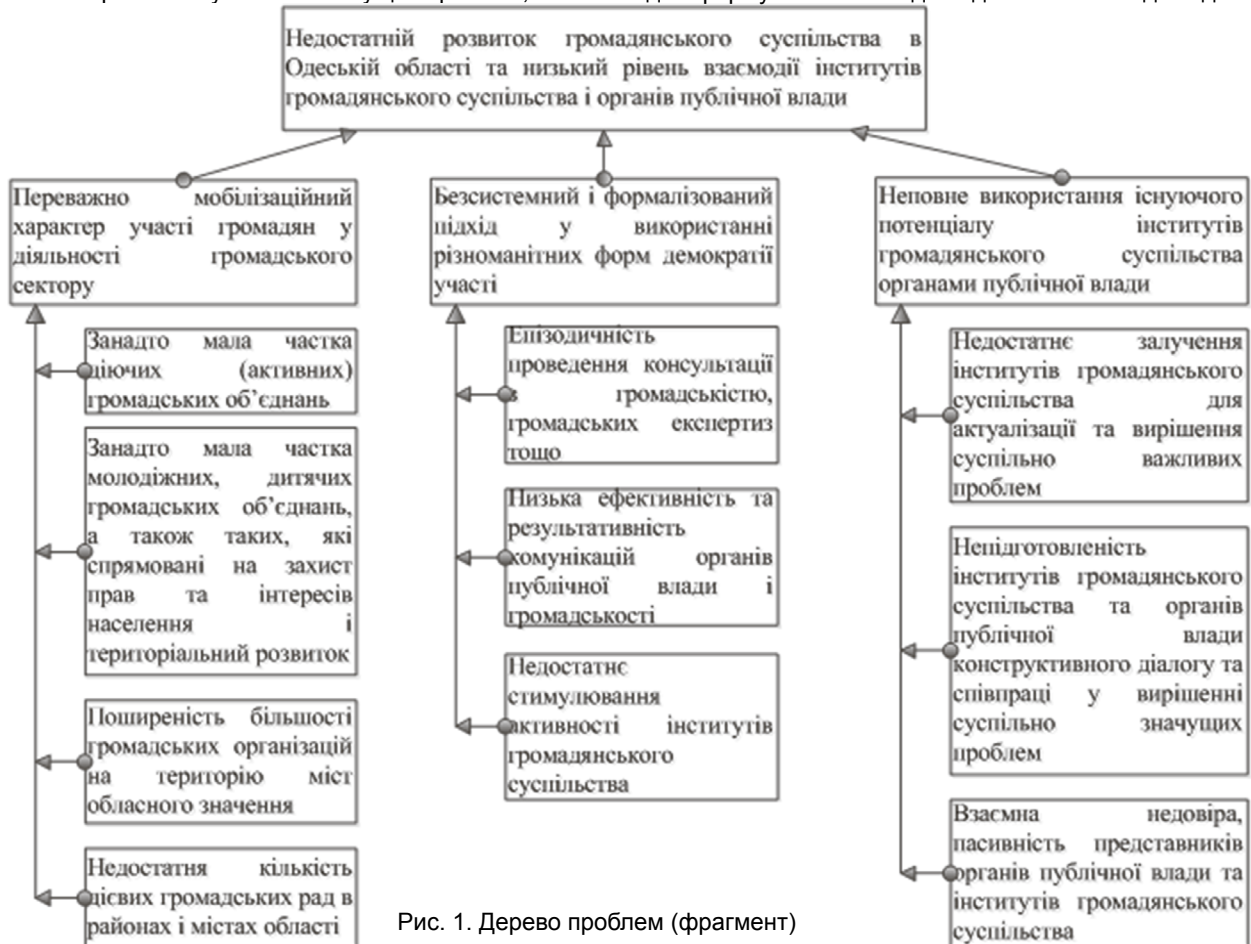 Недостатній розвиток громадянського суспільства в
Одеській області та низький рівень взаємодії інститутів
громадянського суспільства і органів публічної влади
Переважно мобілізаційний
характер участі громадян у
діяльності громадського
сектору
Занадто мала частка
діючих (активних)
громадських об’єднань
Занадто мала частка
молодіжних, дитячих
громадських об’єднань,
а також таких, які
спрямовані на захист
прав та інтересів
населення і
територіальний розвиток
Поширеність більшості
громадських організацій
на територію міст
обласного значення
Недостатня кількість
дієвих громадських рад в
районах і містах області
Безсистемний і формалізований
підхід у використанні
різноманітних форм демократії
участі
Епізодичність
проведення консультації
з громадськістю,
громадських експертиз
тощо
Низька ефективність та
результативність
комунікацій органів
публічної влади і
громадськості
Недостатнє
стимулювання
активності інститутів
громадянського
суспільства
Неповне використання існуючого
потенціалу інститутів
громадянського суспільства
органами публічної влади
Недостатнє залучення
інститутів громадянського
суспільства для
актуалізації та вирішення
суспільно важливих
проблем
Непідготовленість
інститутів громадянського
суспільства та органів
публічної влади
конструктивного діалогу та
співпраці у вирішенні
суспільно значущих
проблем
Взаємна недовіра,
пасивність представників
органів публічної влади та
інститутів громадянського
суспільства
Рис. 1. Дерево проблем (фрагмент)